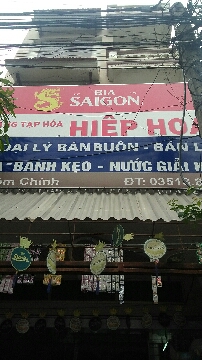 BIA
SAIGON
TẠP HÓA HIỆP HOA
ĐẠI LÝ BÁN BUÔN - BÁN L
BÁNH KẸO - NƯỚC GIẢI
Chính ĐT: 03513